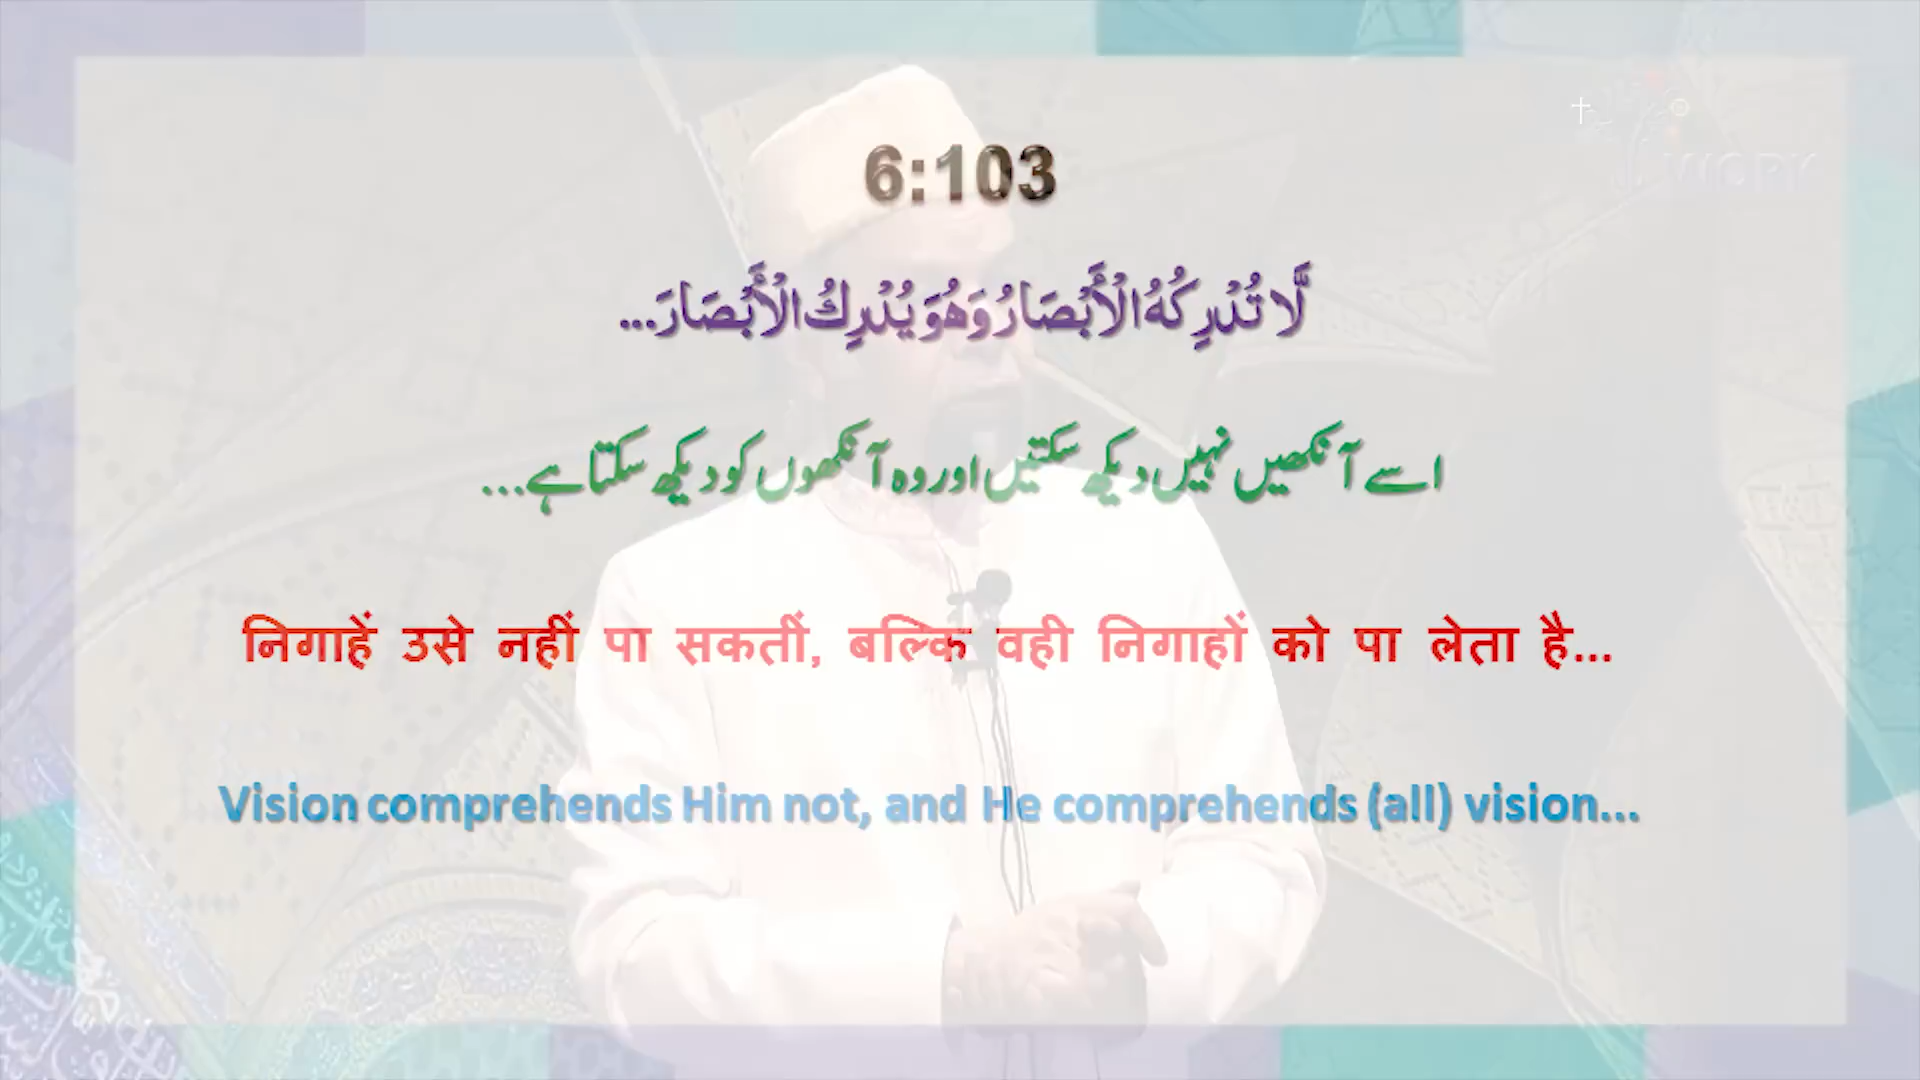 6:103
لَّا تُدْرِكُهُ الْأَبْصَارُ وَهُوَ يُدْرِكُ الْأَبْصَارَ...
اسے آنکھیں نہیں دیکھ سکتیں اور وہ آنکھوں کو دیکھ سکتا ہے...
निगाहें उसे नहीं पा सकतीं, बल्कि वही निगाहों को पा लेता है...
Vision comprehends Him not, and He comprehends (all) vision...
WORK